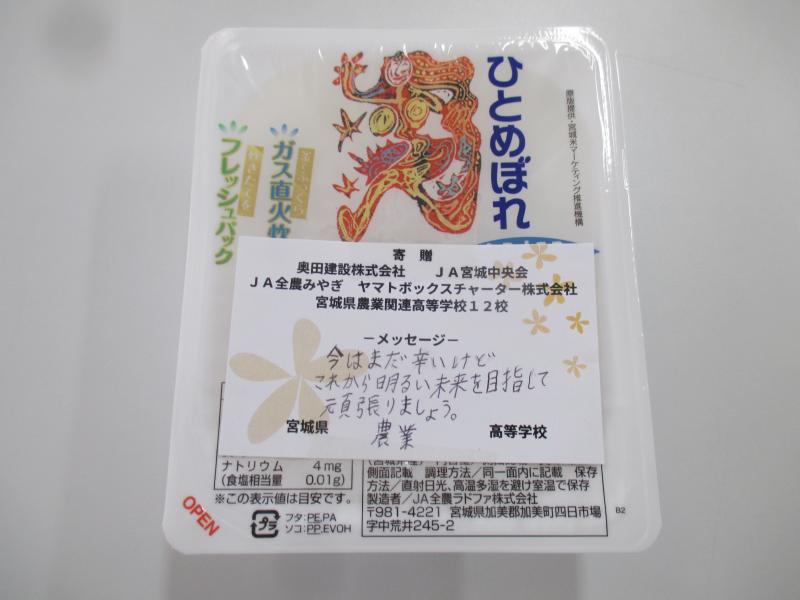 ひとめぼれ
原版提供・宮城米マーケティング推進機構
ガス直火炊
フレッシュパック
寄 贈
奥田建設株式会社　ＪＡ宮城中央会
ＪＡ全農みやぎ　ヤマトボックスチャーター株式会社
宮城県農業関連高等学校１２校
－メッセージ－
今はまだ辛いけど
これから明るい未来を目指して
頑張りましょう。
宮城県　農業　高等学校
ナトリウム　4mg
(食塩相当量　0.01g)
※この表示値は目安です。
側面記載　調理方法／同一面内に記載　保存
方法／直射日光、高温多湿を避け室温で保存
製造者／JA全農ラドファ株式会社
〒981-4221　宮城県加美郡加美町四日市場
字中荒井245-2
B2
OPEN
プラ
フタ:PE,PA
ソコ:PP,EVOH